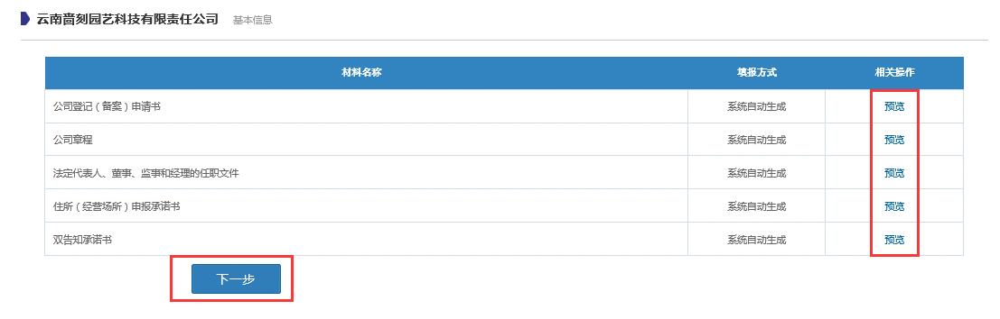 云南啬刻园艺科技有限责任公司 基本信息
材料名称 填报方式 相关操作
公司登记（备案）申请书 系统自动生成 预览
公司章程 系统自动生成 预览
法定代表人、董事、监事和经理的任职文件 系统自动生成 预览
住所（经营场所）申报承诺书 系统自动生成 预览
双告知承诺书 系统自动生成 预览
下一步